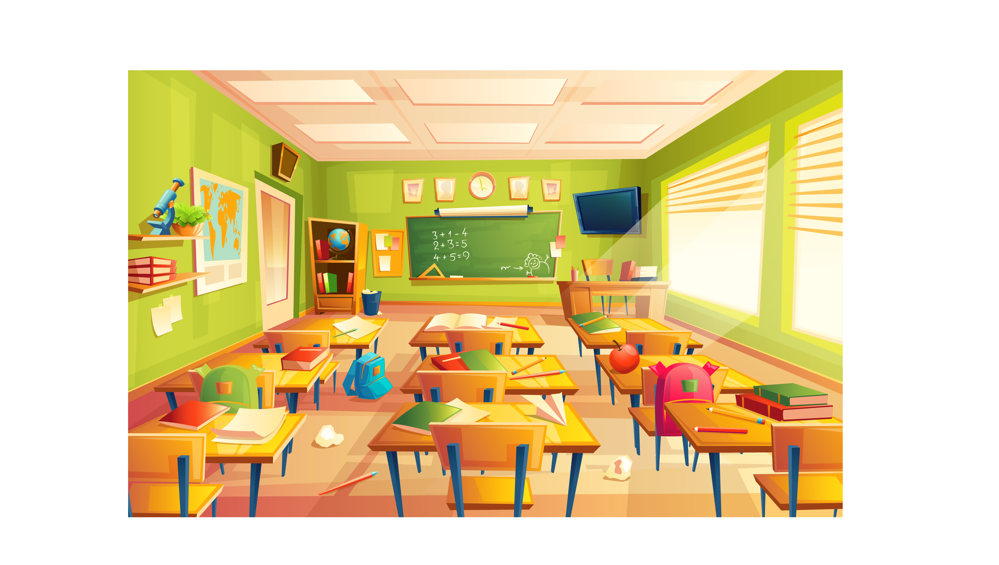 3 + 1 - 4
2 + 3 = 5
4 + 5 = 9